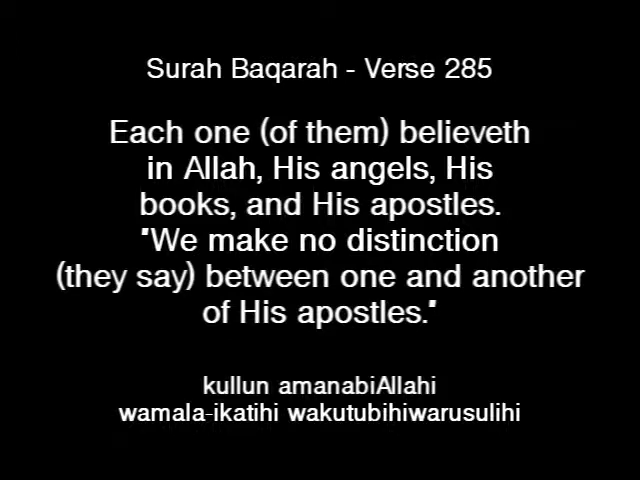 Surah Baqarah - Verse 285
Each one (of them) believeth
in Allah, His angels, His
books, and His apostles.
"We make no distinction
(they say) between one and another
of His apostles."
kullun amanabiAllahi
wamala-ikatihi wakutubihiwarusulihi